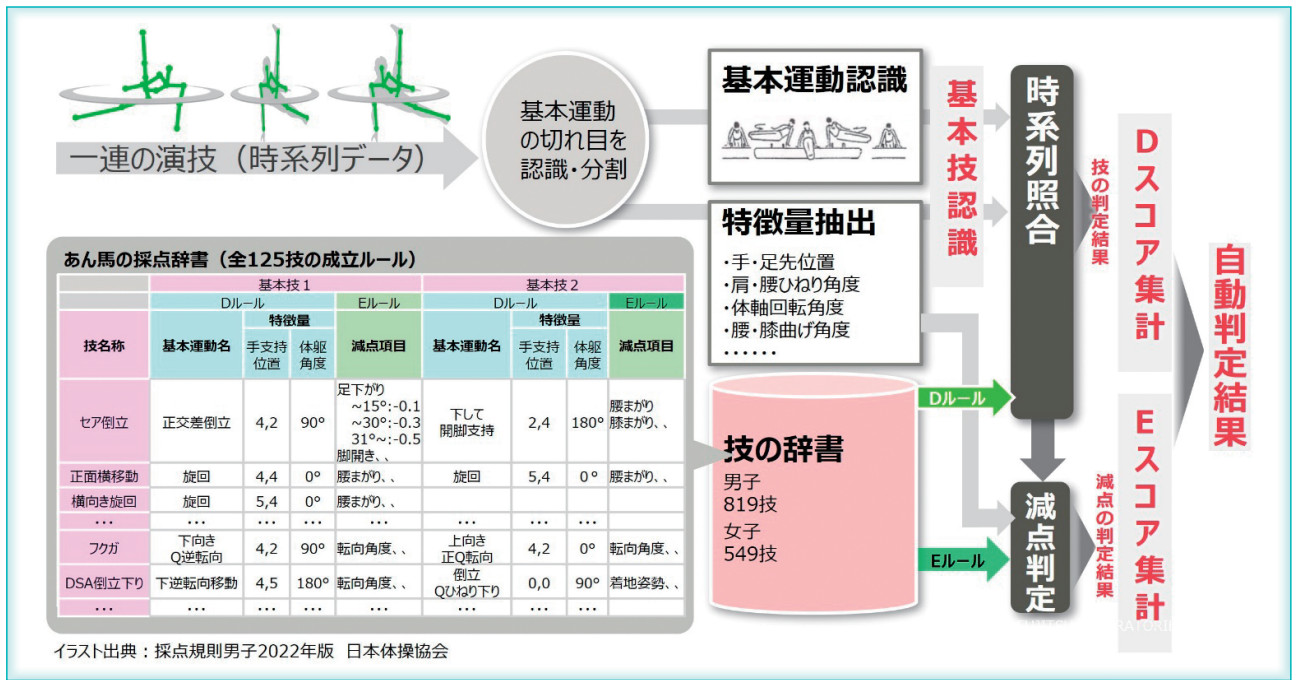 一連の演技（時系列データ）
基本運動
の切れ目を
認識・分割
基本運動認識
特徴量抽出
・手・足先位置
・肩・腰ひねり角度
・体軸回転角度
・腰・膝曲げ角度
・・・・・・
基本技認識
時系列照合
技の判定結果
Dスコア集計
自動判定結果
Dルール
技の辞書
男子
819技
女子
549技
Eルール
減点判定
減点の判定結果
Eスコア集計
あん馬の採点辞書（全125技の成立ルール）
基本技1 基本技2
Dルール Eルール Dルール Eルール
特徴量 特徴量
技名称 基本運動名 手支持位置 体躯角度 減点項目 基本運動名 手支持位置 体躯角度 減点項目
セア倒立 正交差倒立 4,2 90° 足下がり ~15°:-0.1 ~30°:-0.3 31°~:-0.5 脚開き、、 下して開脚支持 2,4 180° 腰まがり 膝まがり、、
正面横移動 旋回 4,4 0° 腰まがり、、 旋回 5,4 0° 腰まがり、、
横向き旋回 旋回 5,4 0° 腰まがり、、
… … … … … … … …
フクガ 下向きQ逆転向 4,2 90° 転向角度、、 上向き正Q転向 4,2 0° 転向角度、、
DSA倒立下り 下逆転向移動 4,5 180° 転向角度、、 倒立Qひねり下り 0,0 90° 着地姿勢、、
… … … … … … … …
イラスト出典：採点規則男子2022年版 日本体操協会